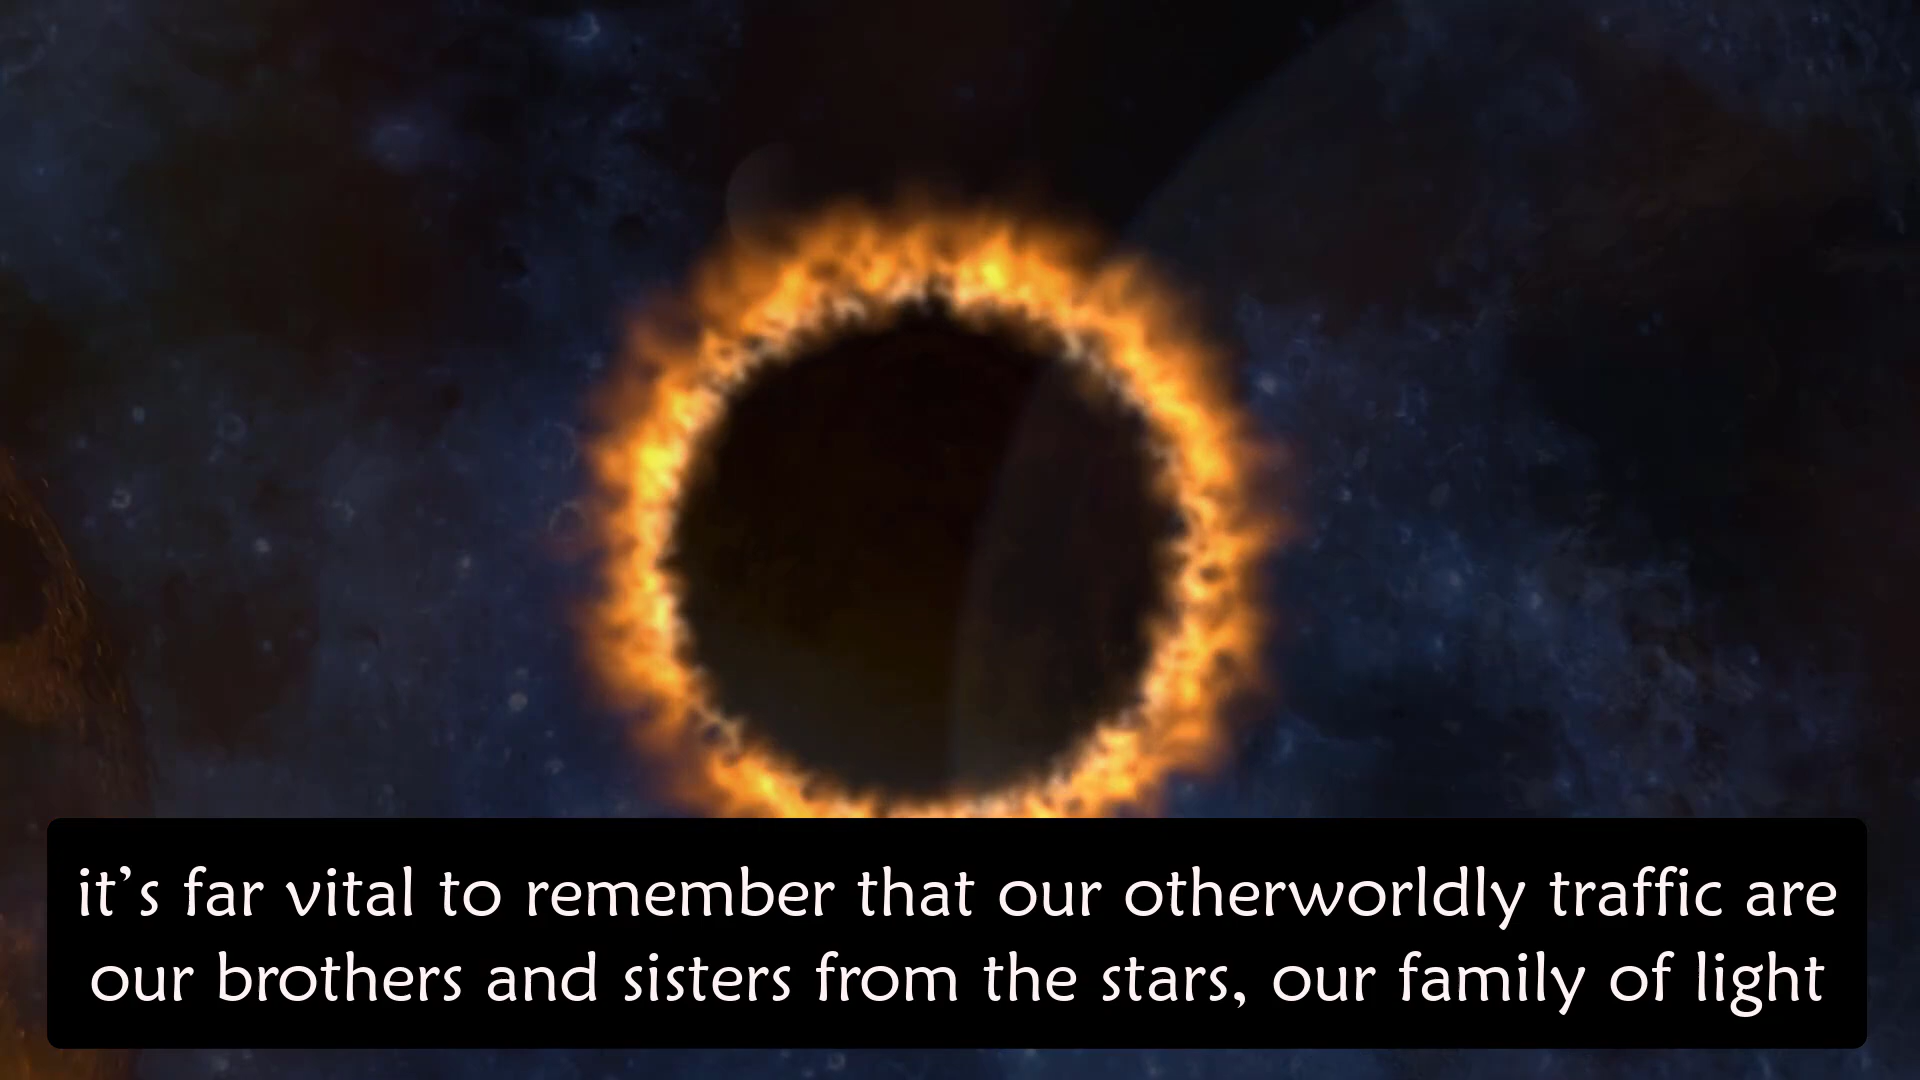 it’s far vital to remember that our otherworldly traffic are
our brothers and sisters from the stars, our family of light